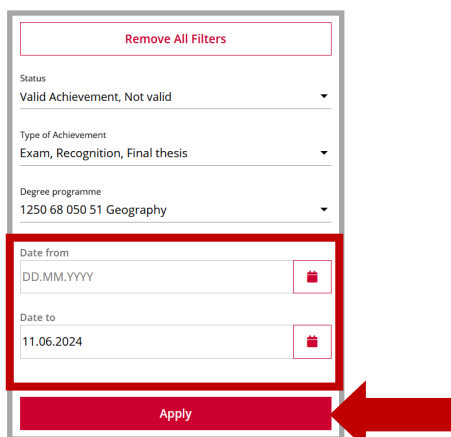 Remove All Filters
Status
Valid Achievement, Not valid
Type of Achievement
Exam, Recognition, Final thesis
Degree programme
1250 68 050 51 Geography
Date from
DD.MM.YYYY
Date to
11.06.2024
Apply